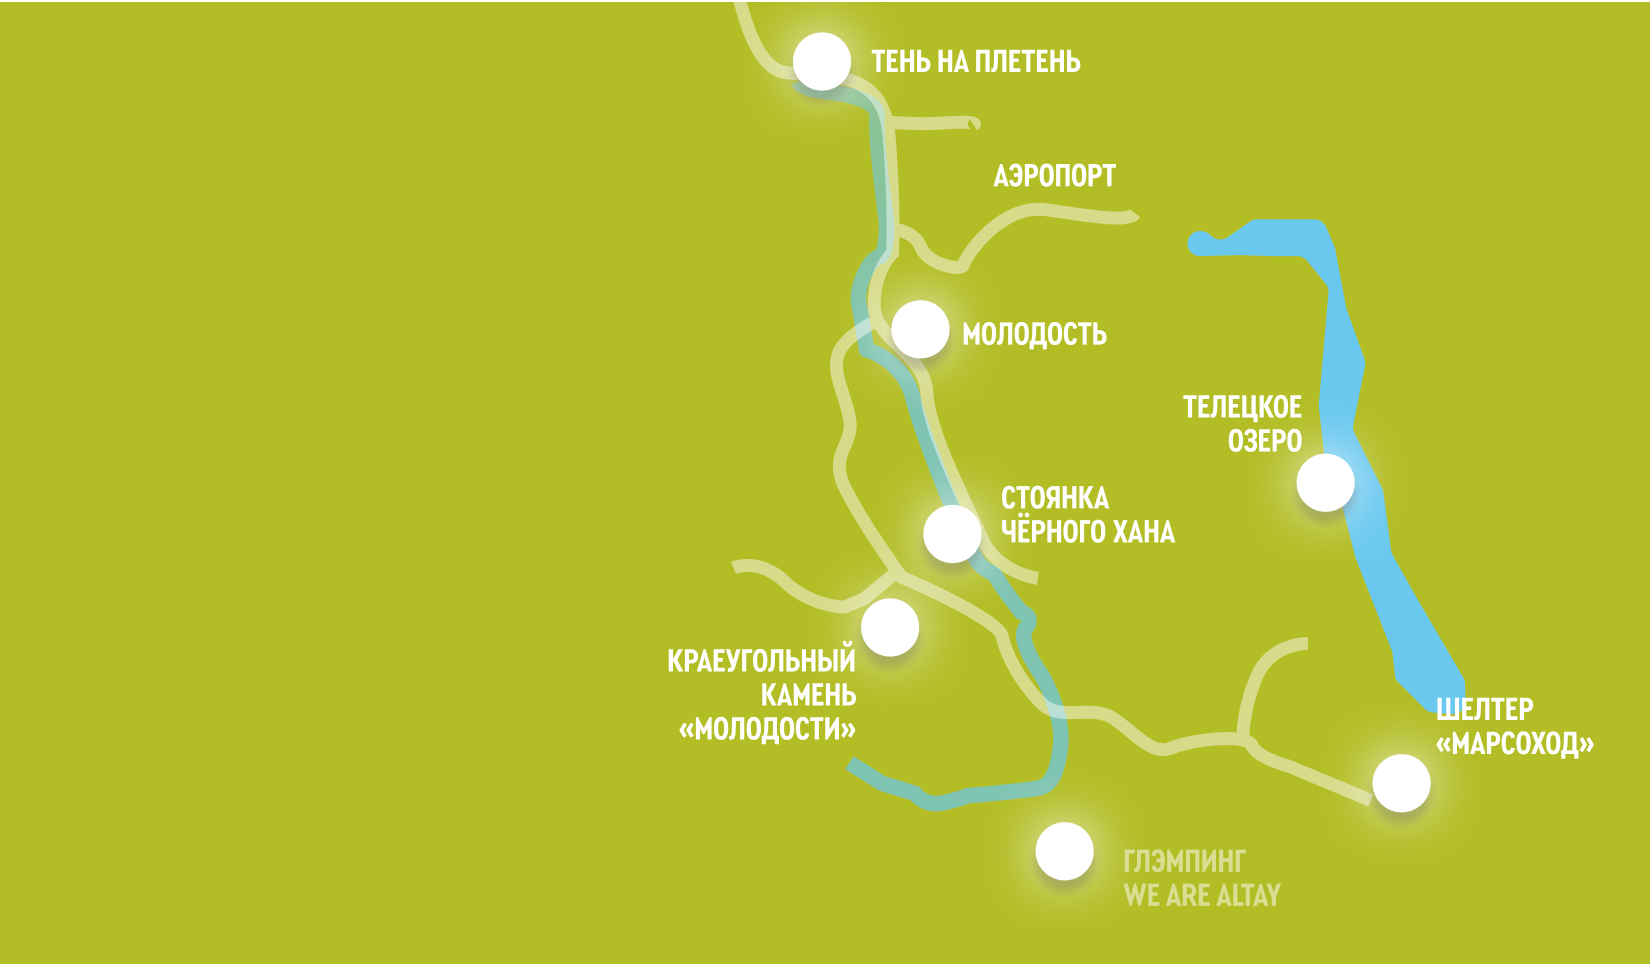 ТЕНЬ НА ПЛЕТЕНЬ
АЭРОПОРТ
МОЛОДОСТЬ
ТЕЛЕЦКОЕ
ОЗЕРО
СТОЯНКА
ЧЁРНОГО ХАНА
КРАЕУГОЛЬНЫЙ
КАМЕНЬ
«МОЛОДОСТИ»
ШЕЛТЕР
«МАРСОХОД»
ГЛЭМПИНГ
WE ARE ALTAY